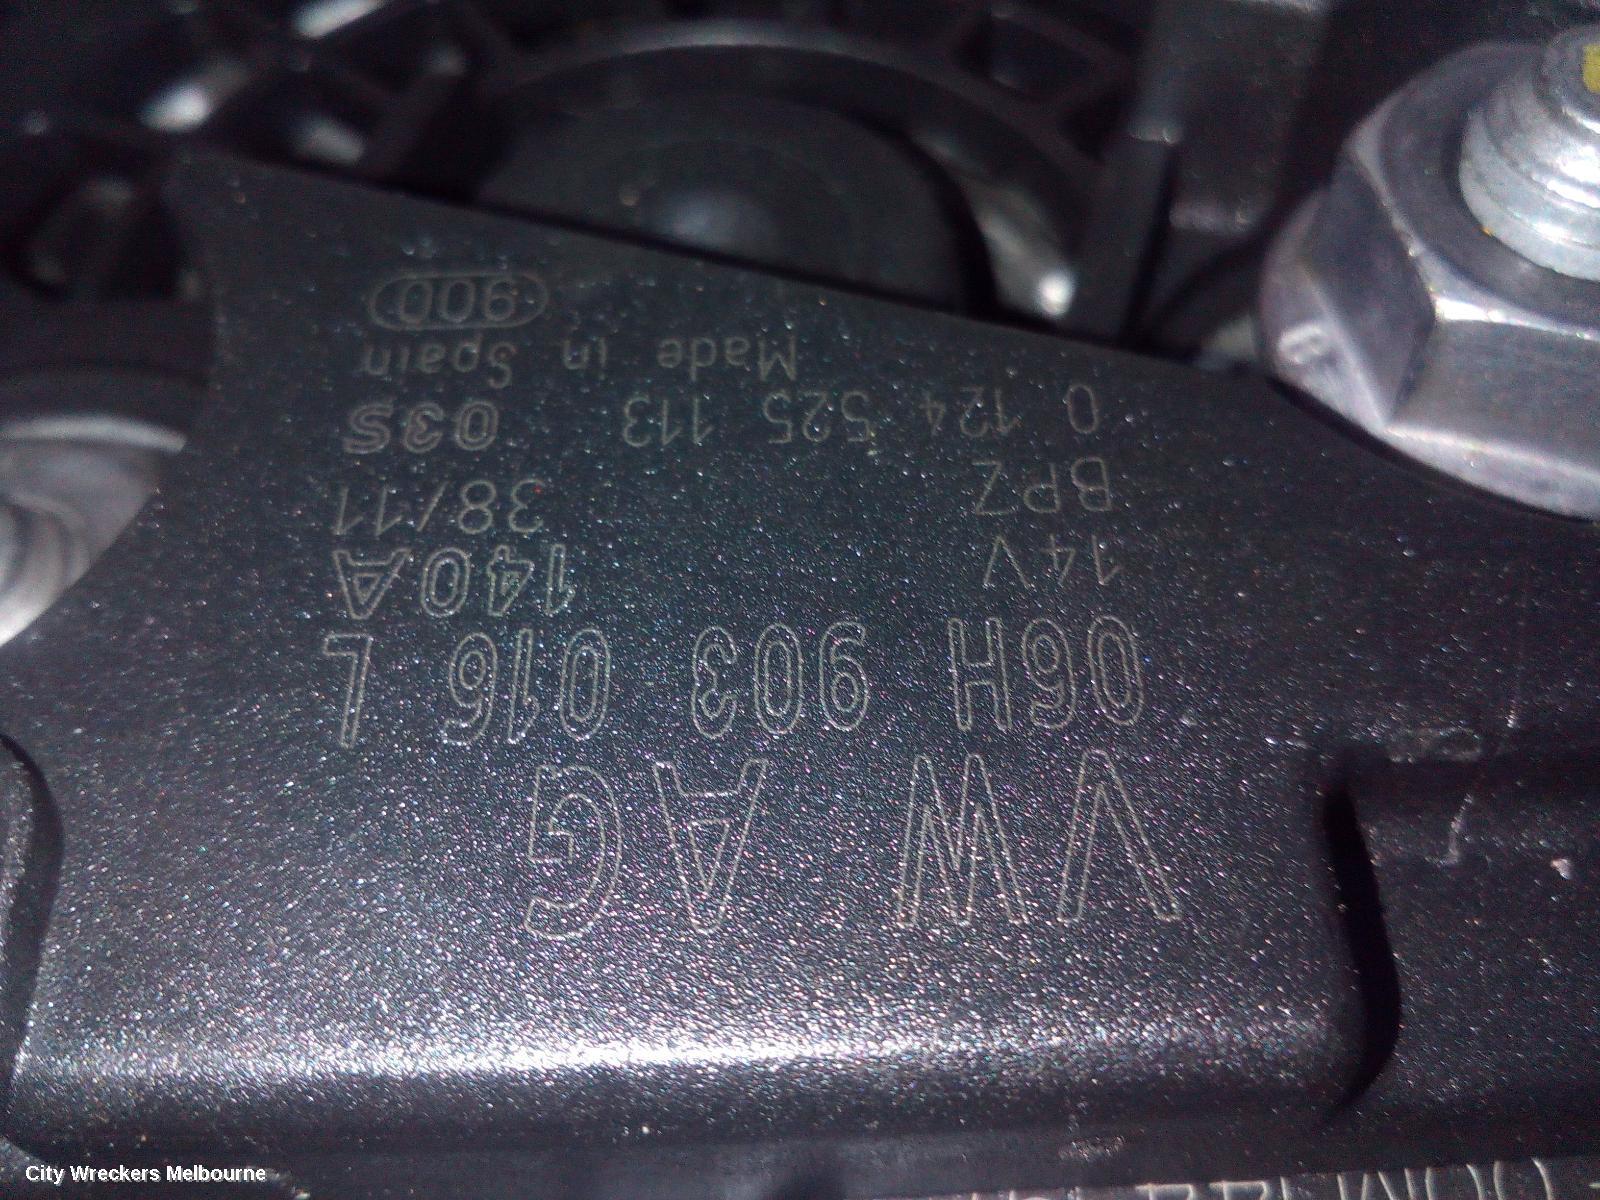 VW AG
06H 903 016 L
14V 140A
BPZ 38/11
0 124 525 113 03S
Made in Spain
900
City Wreckers Melbourne